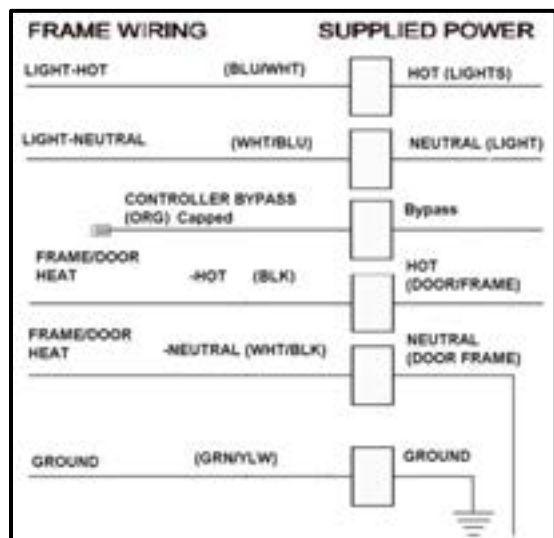 FRAME WIRING SUPPLIED POWER
LIGHT-HOT (BLU/WHT) HOT (LIGHTS)
LIGHT-NEUTRAL (WHT/BLU) NEUTRAL (LIGHT)
CONTROLLER BYPASS
(ORG) Capped Bypass
FRAME/DOOR
HEAT -HOT (BLK) HOT
(DOOR/FRAME)
FRAME/DOOR
HEAT -NEUTRAL (WHT/BLK) NEUTRAL
(DOOR FRAME)
GROUND (GRN/YLW) GROUND